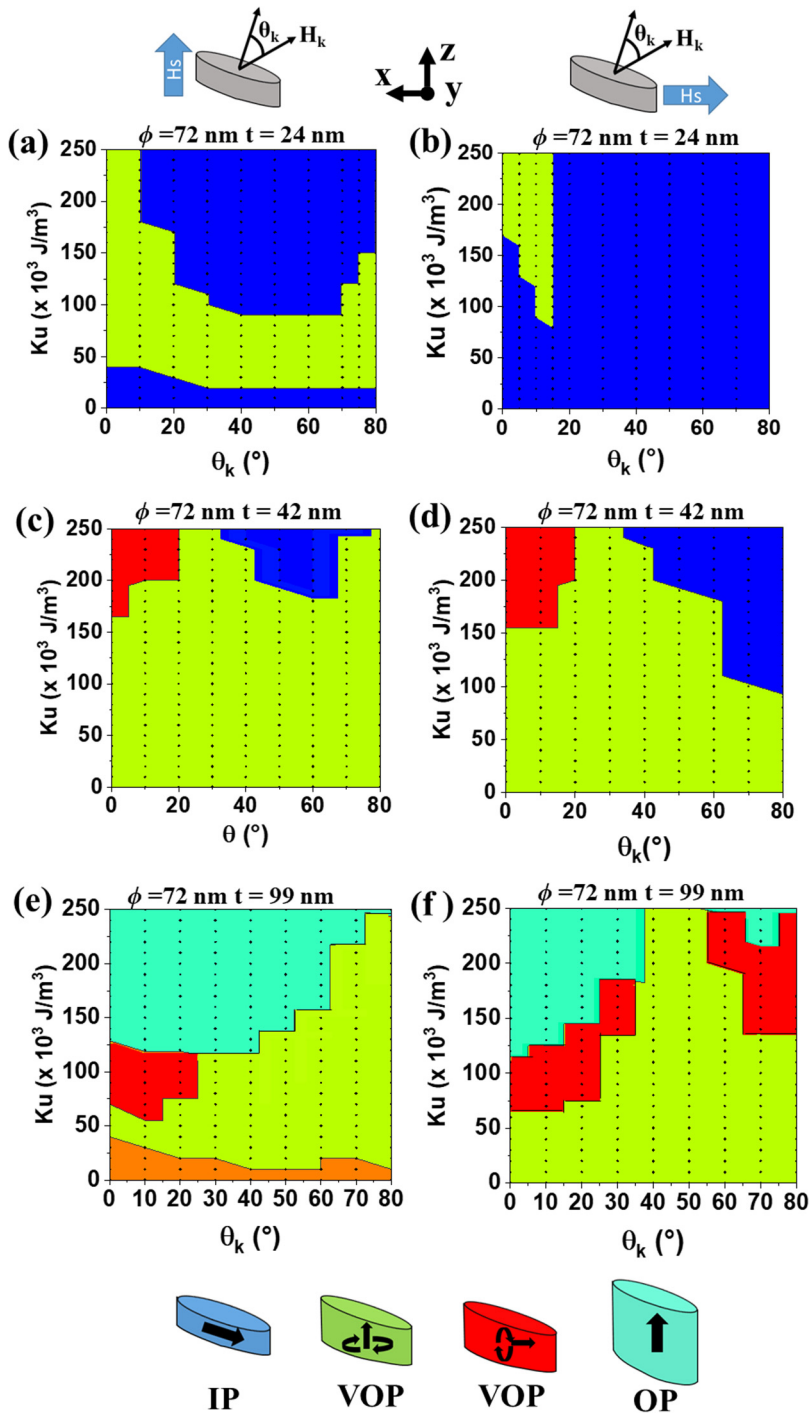 θk Hk
Hs
z
x
y
θk Hk
Hs
(a) ϕ =72 nm t = 24 nm
Ku (x 10³ J/m³)
250
200
150
100
50
0
0 10 20 30 40 50 60 70 80
θk (°)
(b) ϕ =72 nm t = 24 nm
Ku (x 10³ J/m³)
250
200
150
100
50
0
0 20 40 60 80
θk (°)
(c) ϕ =72 nm t = 42 nm
Ku (x 10³ J/m³)
250
200
150
100
50
0
0 20 40 60 80
θ (°)
(d) ϕ =72 nm t = 42 nm
Ku (x 10³ J/m³)
250
200
150
100
50
0
0 20 40 60 80
θk(°)
(e) ϕ =72 nm t = 99 nm
Ku (x 10³ J/m³)
250
200
150
100
50
0
0 10 20 30 40 50 60 70 80
θk (°)
(f) ϕ =72 nm t = 99 nm
Ku (x 10³ J/m³)
250
200
150
100
50
0
0 10 20 30 40 50 60 70 80
θk (°)
IP VOP VOP OP